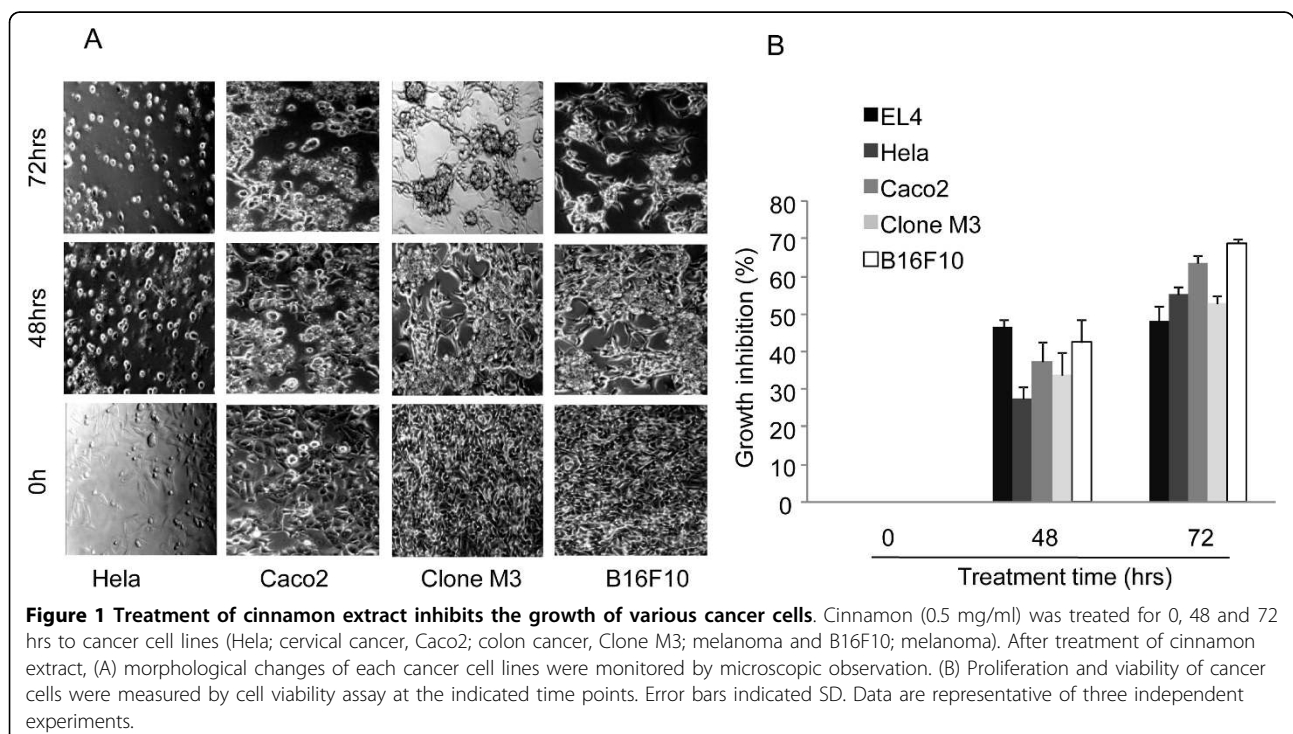 A
72hrs
48hrs
0h
Hela
Caco2
Clone M3
B16F10
B
EL4
Hela
Caco2
Clone M3
B16F10
Growth inhibition (%)
80
70
60
50
40
30
20
10
0
0
48
72
Treatment time (hrs)
Figure 1 Treatment of cinnamon extract inhibits the growth of various cancer cells. Cinnamon (0.5 mg/ml) was treated for 0, 48 and 72
hrs to cancer cell lines (Hela; cervical cancer, Caco2; colon cancer, Clone M3; melanoma and B16F10; melanoma). After treatment of cinnamon
extract, (A) morphological changes of each cancer cell lines were monitored by microscopic observation. (B) Proliferation and viability of cancer
cells were measured by cell viability assay at the indicated time points. Error bars indicated SD. Data are representative of three independent
experiments.